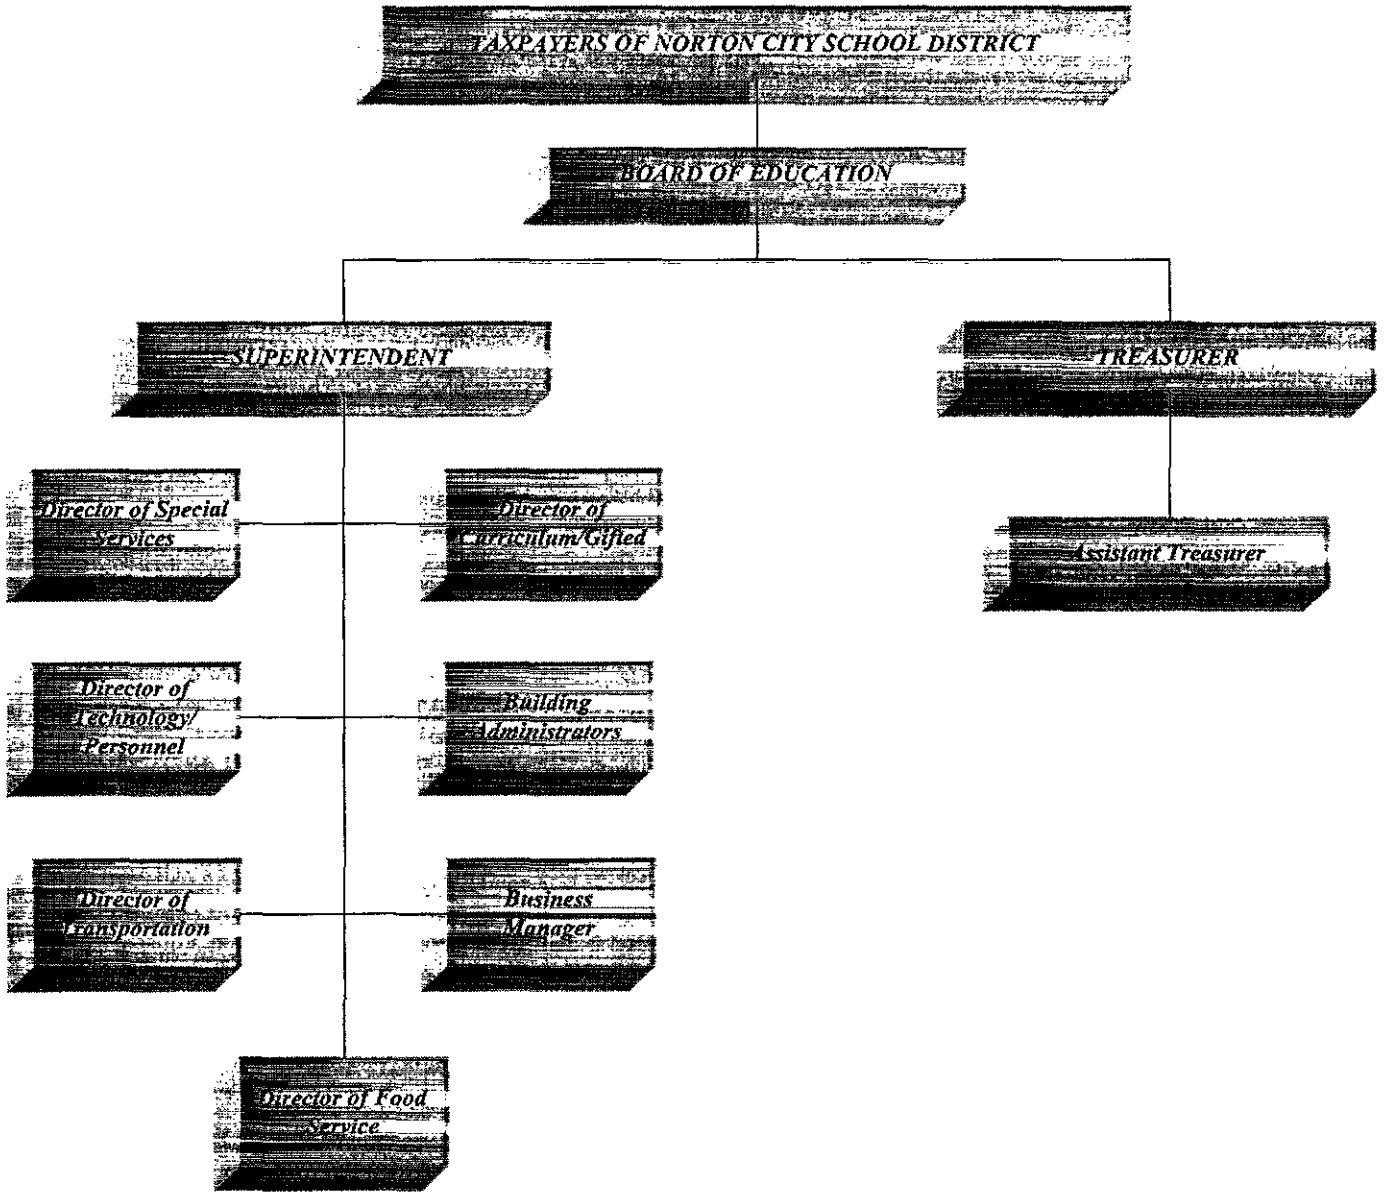 TAXPAYERS OF NORTON CITY SCHOOL DISTRICT
BOARD OF EDUCATION
SUPERINTENDENT
TREASURER
Director of Special
Services
Director of
Curriculum/Gifted
Assistant Treasurer
Director of
Technology/
Personnel
Building
Administrators
Director of
Transportation
Business
Manager
Director of Food
Service